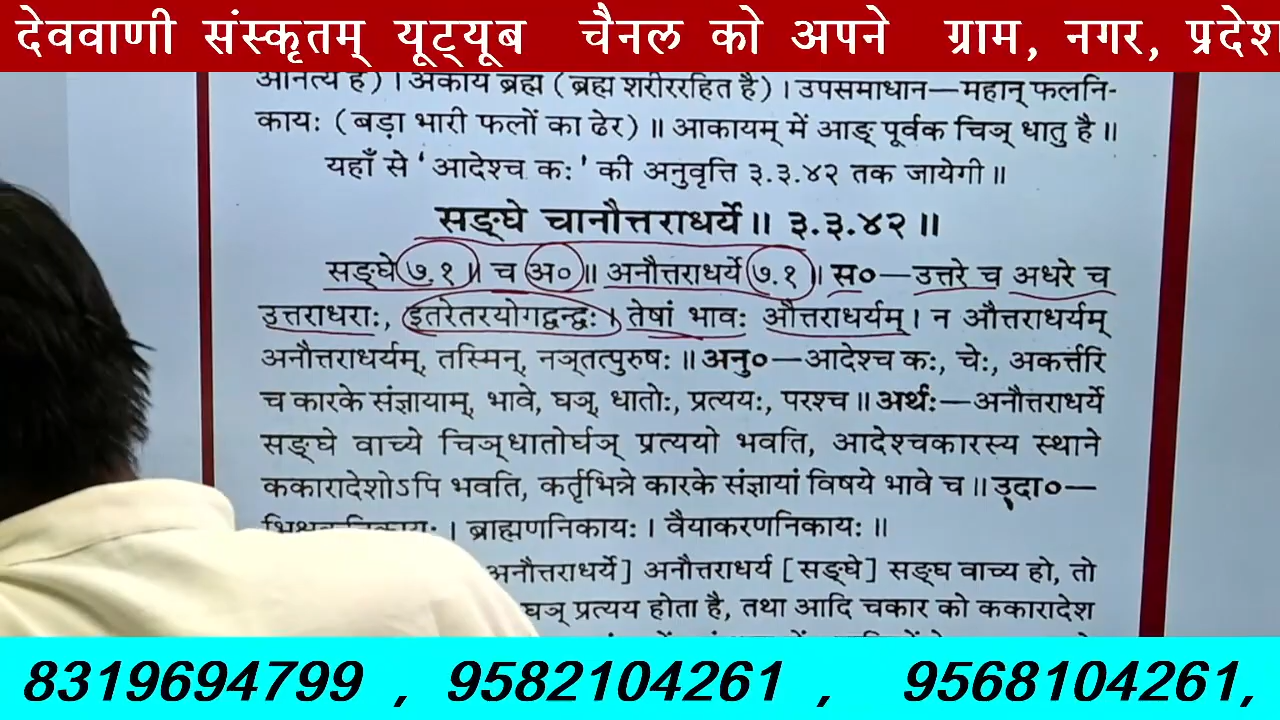 देववाणी संस्कृतम् यूट्यूब चैनल को अपने ग्राम, नगर, प्रदेश
अनित्य है) । अकाय ब्रह्म (ब्रह्म शरीररहित है) । उपसमाधान—महान् फलनि-
कायः (बड़ा भारी फलों का ढेर) ॥ आकायम् में आङ् पूर्वक चिञ् धातु है ॥
यहाँ से 'आदेश्च कः' की अनुवृत्ति ३.३.४२ तक जायेगी ॥
सङ्घे चानौत्तराधर्ये ॥ ३.३.४२ ॥
सङ्घे ७.१ ॥ च अ० ॥ अनौत्तराधर्ये ७.१ । स०—उत्तरे च अधरे च
उत्तराधराः, इतरेतरयोगद्वन्द्वः । तेषां भावः औत्तराधर्यम् । न औत्तराधर्यम्
अनौत्तराधर्यम्, तस्मिन्, नञ्तत्पुरुषः ॥ अनु०—आदेश्च कः, चेः, अकर्त्तरि
च कारके संज्ञायाम्, भावे, घञ्, धातोः, प्रत्ययः, परश्च ॥ अर्थः—अनौत्तराधर्ये
सङ्घे वाच्ये चिञ्धातोर्घञ् प्रत्ययो भवति, आदेश्चकारस्य स्थाने
ककारादेशोऽपि भवति, कर्तृभिन्ने कारके संज्ञायां विषये भावे च ॥ उदा०—
भिक्षुकनिकायः । ब्राह्मणनिकायः । वैयाकरणनिकायः ॥
अनौत्तराधर्ये] अनौत्तराधर्य [सङ्घे] सङ्घ वाच्य हो, तो
घञ् प्रत्यय होता है, तथा आदि चकार को ककारादेश
8319694799 , 9582104261 , 9568104261,